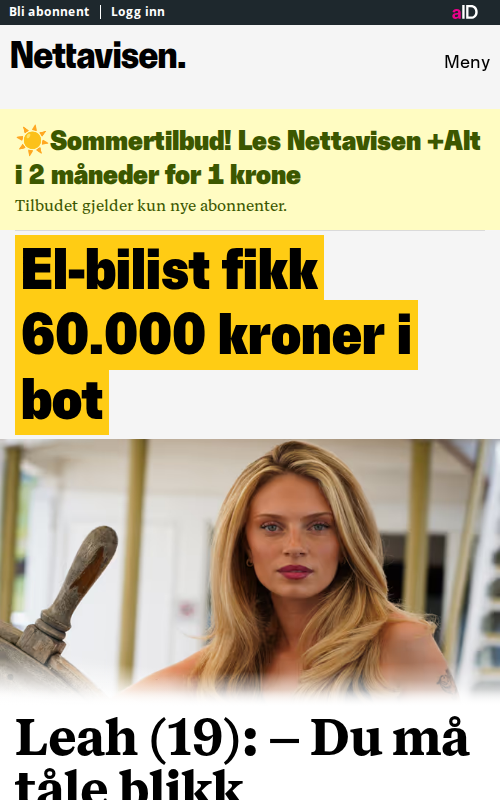 Bli abonnent | Logg inn
aID
Nettavisen.
Meny
☀️Sommertilbud! Les Nettavisen +Alt
i 2 måneder for 1 krone
Tilbudet gjelder kun nye abonnenter.
El-bilist fikk
60.000 kroner i
bot
Leah (19): – Du må
tåle blikk